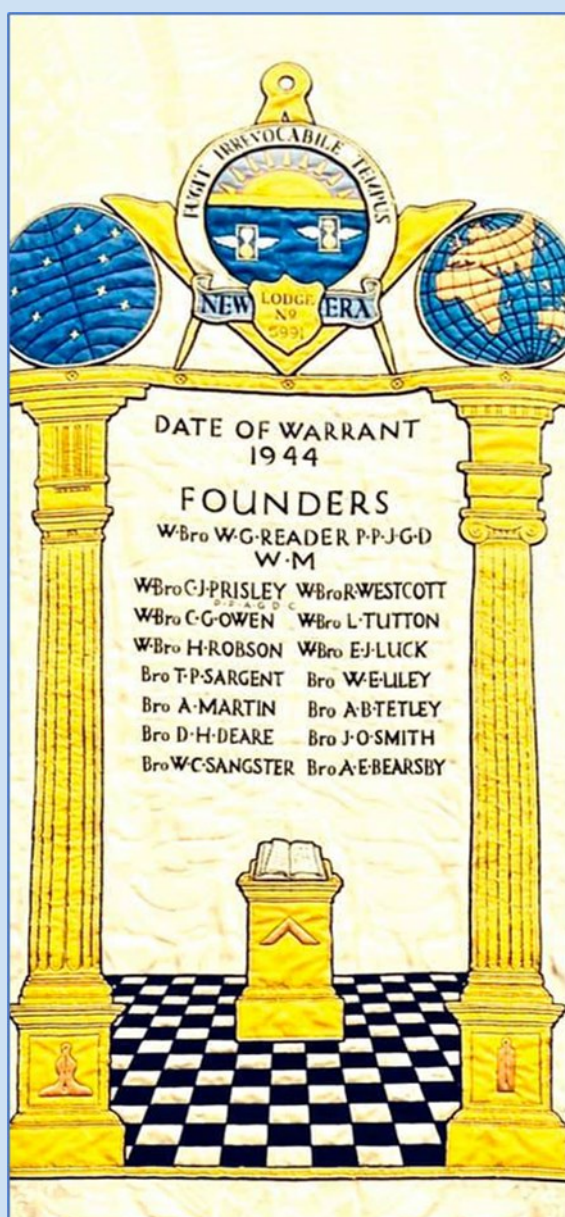 FUGIT IRREVOCABILE TEMPUS
NEW LODGE ERA
Nº
5991
DATE OF WARRANT
1944
FOUNDERS
W·Bro W·G·READER P·P·J·G·D
W·M
W·Bro C·J·PRISLEY W·Bro R·WESTCOTT
P·P·A·G·D·C
W·Bro C·G·OWEN W·Bro L·TUTTON
W·Bro H·ROBSON W·Bro E·J·LUCK
Bro T·P·SARGENT Bro W·E·LILEY
Bro A·MARTIN Bro A·B·TETLEY
Bro D·H·DEARE Bro J·O·SMITH
Bro W·C·SANGSTER Bro A·E·BEARSBY